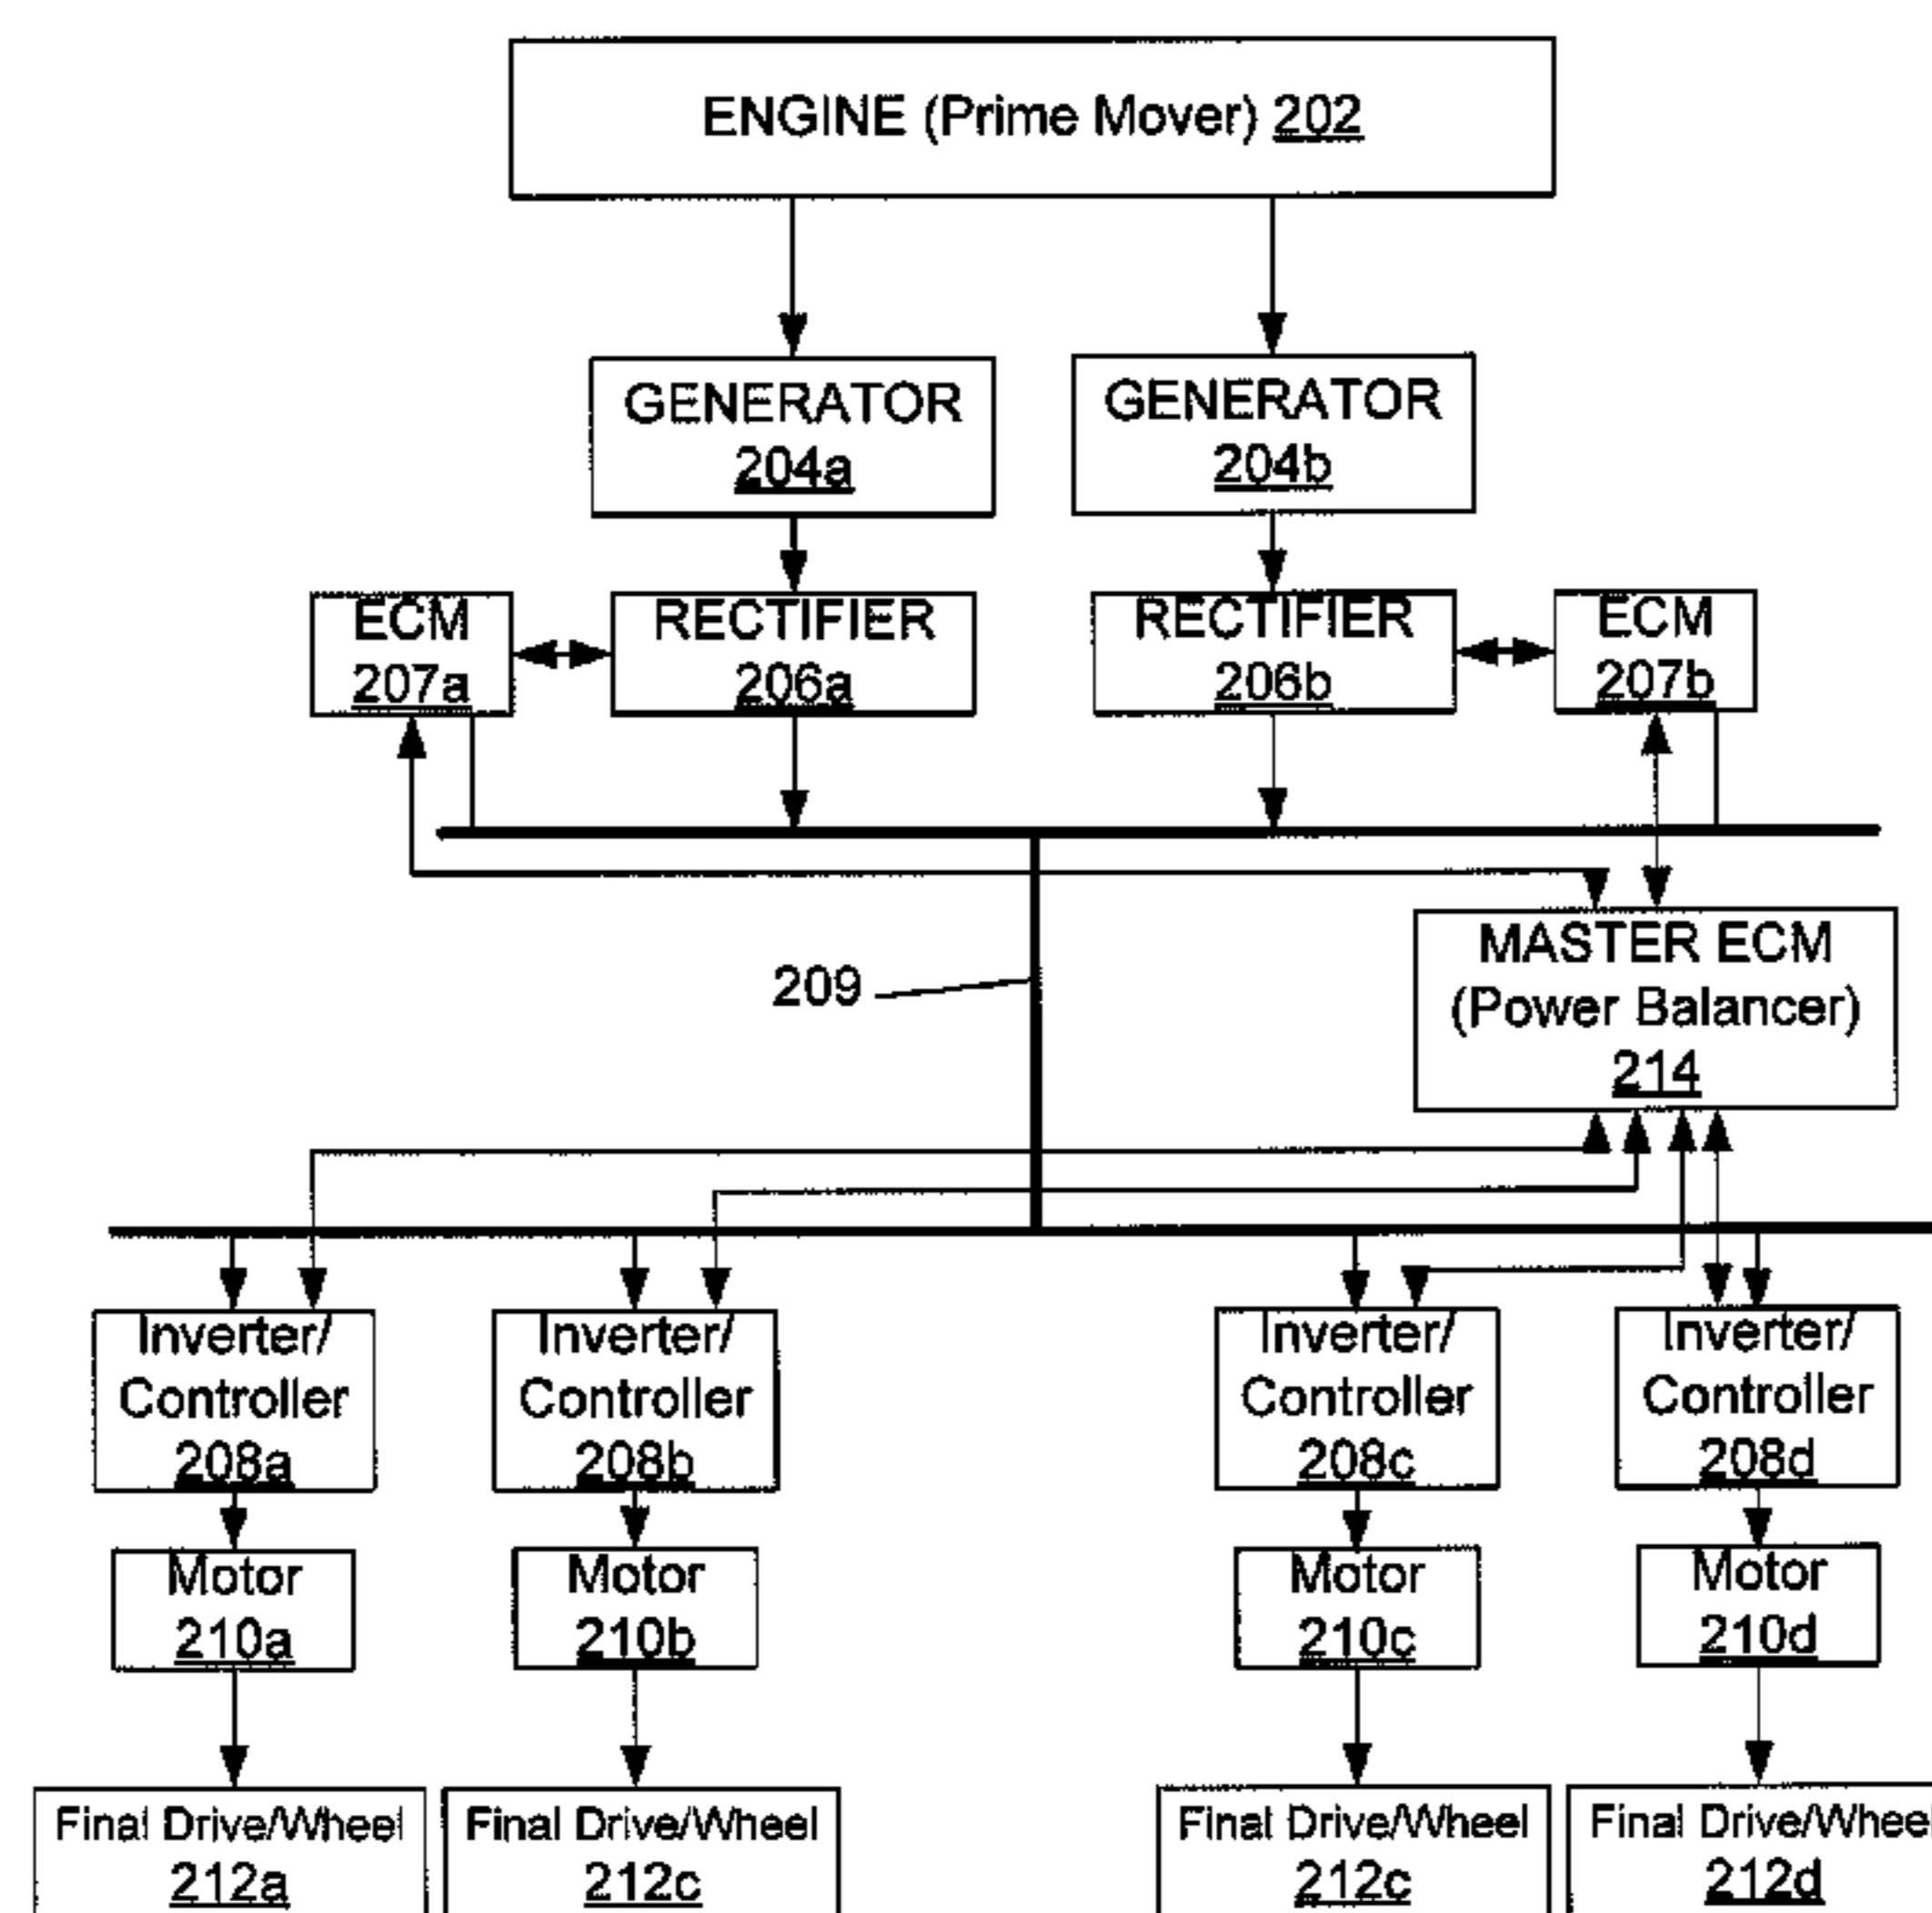 ENGINE (Prime Mover) 202
GENERATOR
204a
GENERATOR
204b
ECM
207a
RECTIFIER
206a
RECTIFIER
206b
ECM
207b
209
MASTER ECM
(Power Balancer)
214
Inverter/
Controller
208a
Inverter/
Controller
208b
Inverter/
Controller
208c
Inverter/
Controller
208d
Motor
210a
Motor
210b
Motor
210c
Motor
210d
Final Drive/Wheel
212a
Final Drive/Wheel
212c
Final Drive/Wheel
212c
Final Drive/Wheel
212d